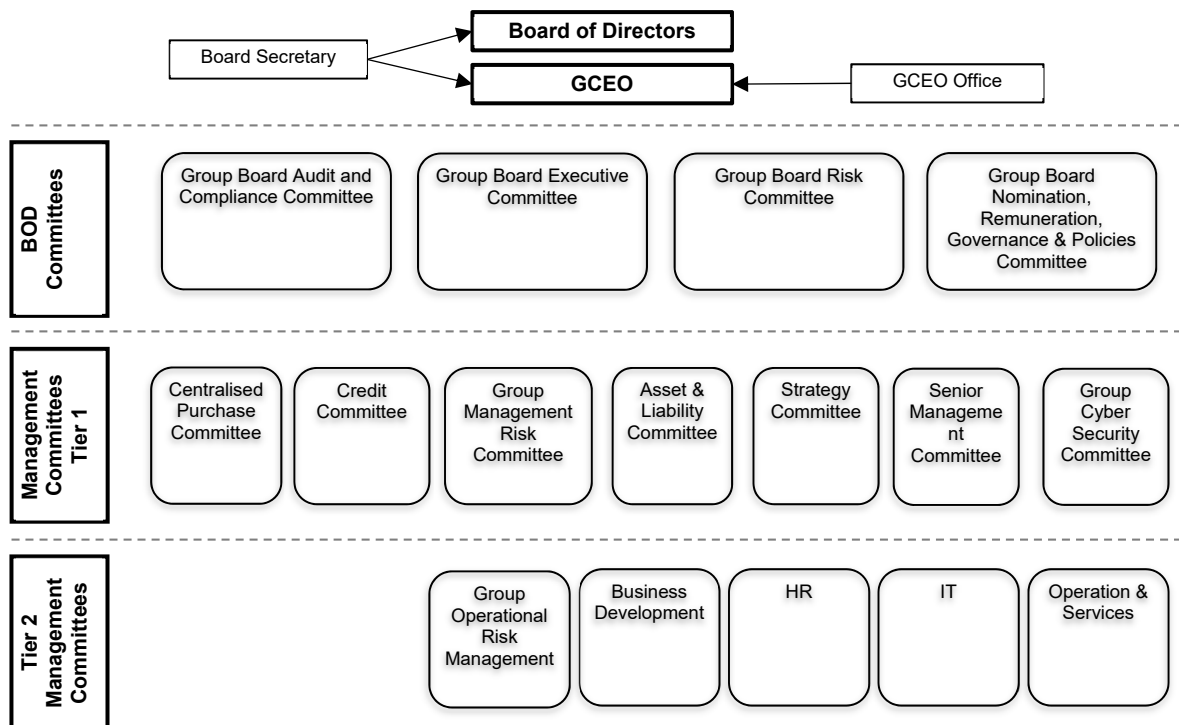 Board of Directors
Board Secretary
GCEO
GCEO Office
BOD
Committees
Group Board Audit and
Compliance Committee
Group Board Executive
Committee
Group Board Risk
Committee
Group Board
Nomination,
Remuneration,
Governance & Policies
Committee
Management
Committees
Tier 1
Centralised
Purchase
Committee
Credit
Committee
Group
Management
Risk
Committee
Asset &
Liability
Committee
Strategy
Committee
Senior
Manageme
nt
Committee
Group
Cyber
Security
Committee
Tier 2
Management
Committees
Group
Operational
Risk
Management
Business
Development
HR
IT
Operation &
Services